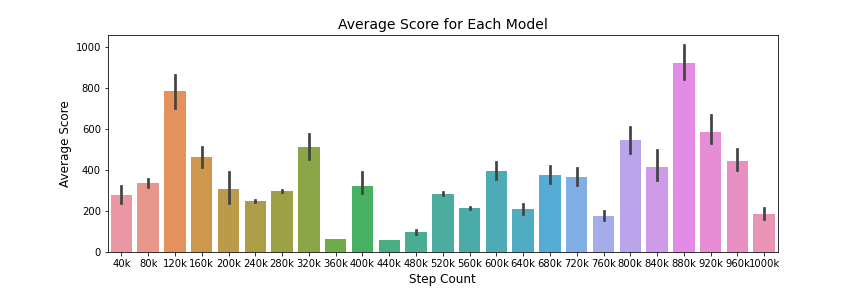 Average Score for Each Model
1000
800
600
400
200
0
Average Score
40k 80k 120k 160k 200k 240k 280k 320k 360k 400k 440k 480k 520k 560k 600k 640k 680k 720k 760k 800k 840k 880k 920k 960k 1000k
Step Count